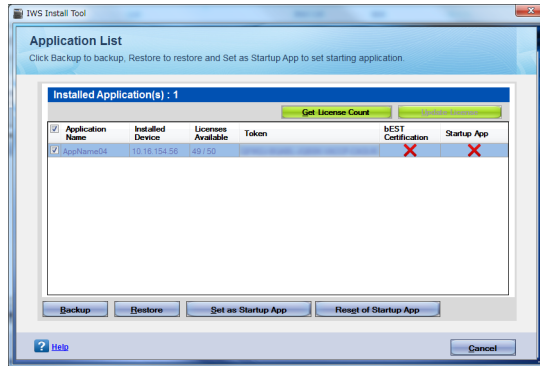 IWS Install Tool
Application List
Click Backup to backup, Restore to restore and Set as Startup App to set starting application.
Installed Application(s) : 1
Get License Count
Update License
Application Name
Installed Device
Licenses Available
Token
bEST Certification
Startup App
AppName04
10.16.154.56
49 / 50
Backup
Restore
Set as Startup App
Reset of Startup App
? Help
Cancel